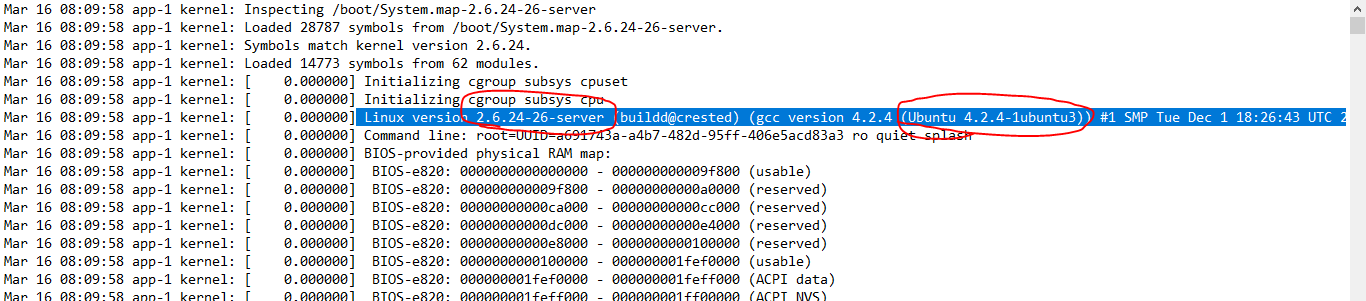 Mar 16 08:09:58 app-1 kernel: Inspecting /boot/System.map-2.6.24-26-server
Mar 16 08:09:58 app-1 kernel: Loaded 28787 symbols from /boot/System.map-2.6.24-26-server.
Mar 16 08:09:58 app-1 kernel: Symbols match kernel version 2.6.24.
Mar 16 08:09:58 app-1 kernel: Loaded 14773 symbols from 62 modules.
Mar 16 08:09:58 app-1 kernel: [    0.000000] Initializing cgroup subsys cpuset
Mar 16 08:09:58 app-1 kernel: [    0.000000] Initializing cgroup subsys cpu
Mar 16 08:09:58 app-1 kernel: [    0.000000] Linux version 2.6.24-26-server (buildd@crested) (gcc version 4.2.4 (Ubuntu 4.2.4-1ubuntu3)) #1 SMP Tue Dec 1 18:26:43 UTC 2
Mar 16 08:09:58 app-1 kernel: [    0.000000] Command line: root=UUID=a691743a-a4b7-482d-95ff-406e5acd83a3 ro quiet splash
Mar 16 08:09:58 app-1 kernel: [    0.000000] BIOS-provided physical RAM map:
Mar 16 08:09:58 app-1 kernel: [    0.000000]  BIOS-e820: 0000000000000000 - 000000000009f800 (usable)
Mar 16 08:09:58 app-1 kernel: [    0.000000]  BIOS-e820: 000000000009f800 - 00000000000a0000 (reserved)
Mar 16 08:09:58 app-1 kernel: [    0.000000]  BIOS-e820: 00000000000ca000 - 00000000000cc000 (reserved)
Mar 16 08:09:58 app-1 kernel: [    0.000000]  BIOS-e820: 00000000000dc000 - 00000000000e4000 (reserved)
Mar 16 08:09:58 app-1 kernel: [    0.000000]  BIOS-e820: 00000000000e8000 - 0000000000100000 (reserved)
Mar 16 08:09:58 app-1 kernel: [    0.000000]  BIOS-e820: 0000000000100000 - 000000001fef0000 (usable)
Mar 16 08:09:58 app-1 kernel: [    0.000000]  BIOS-e820: 000000001fef0000 - 000000001feff000 (ACPI data)
Mar 16 08:09:58 app-1 kernel: [    0.000000]  BIOS-e820: 000000001feff000 - 000000001ff00000 (ACPI NVS)